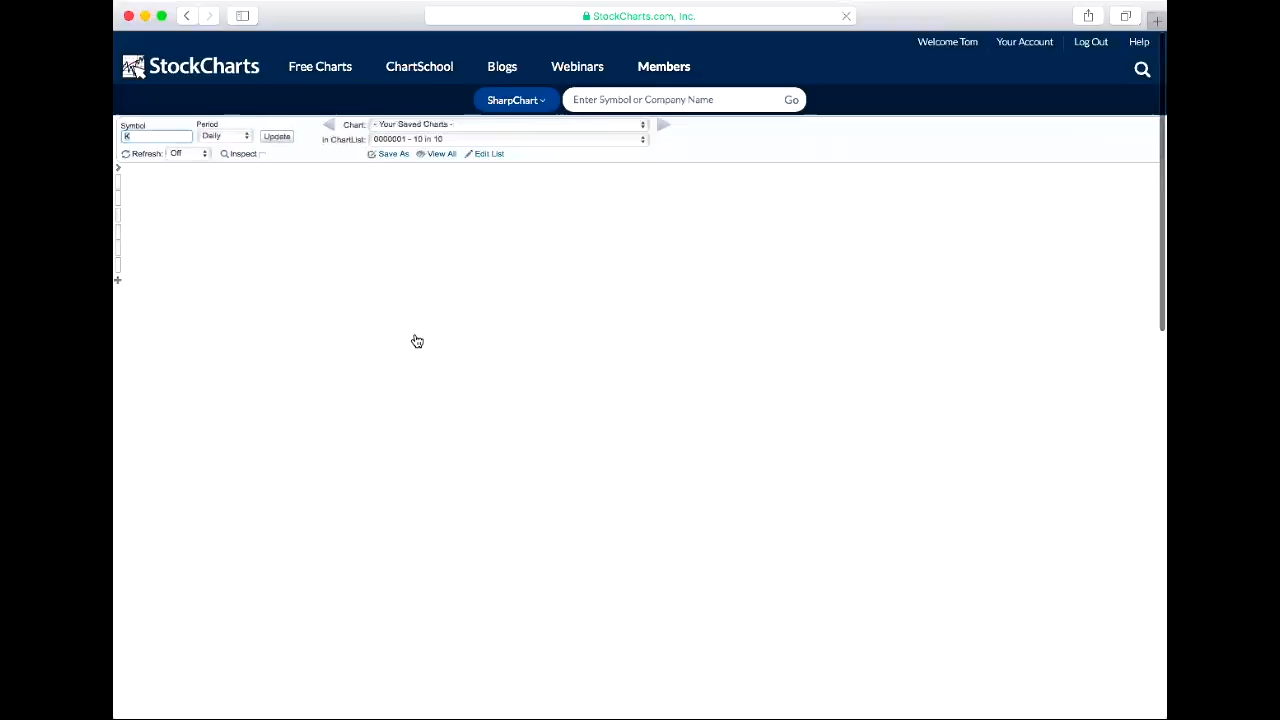 StockCharts.com, Inc.
Welcome Tom Your Account Log Out Help
StockCharts Free Charts ChartSchool Blogs Webinars Members
SharpChart Enter Symbol or Company Name Go
Symbol Period Chart: - Your Saved Charts -
K Daily Update In ChartList: 0000001 - 10 in 10
Refresh: Off Inspect Save As View All Edit List